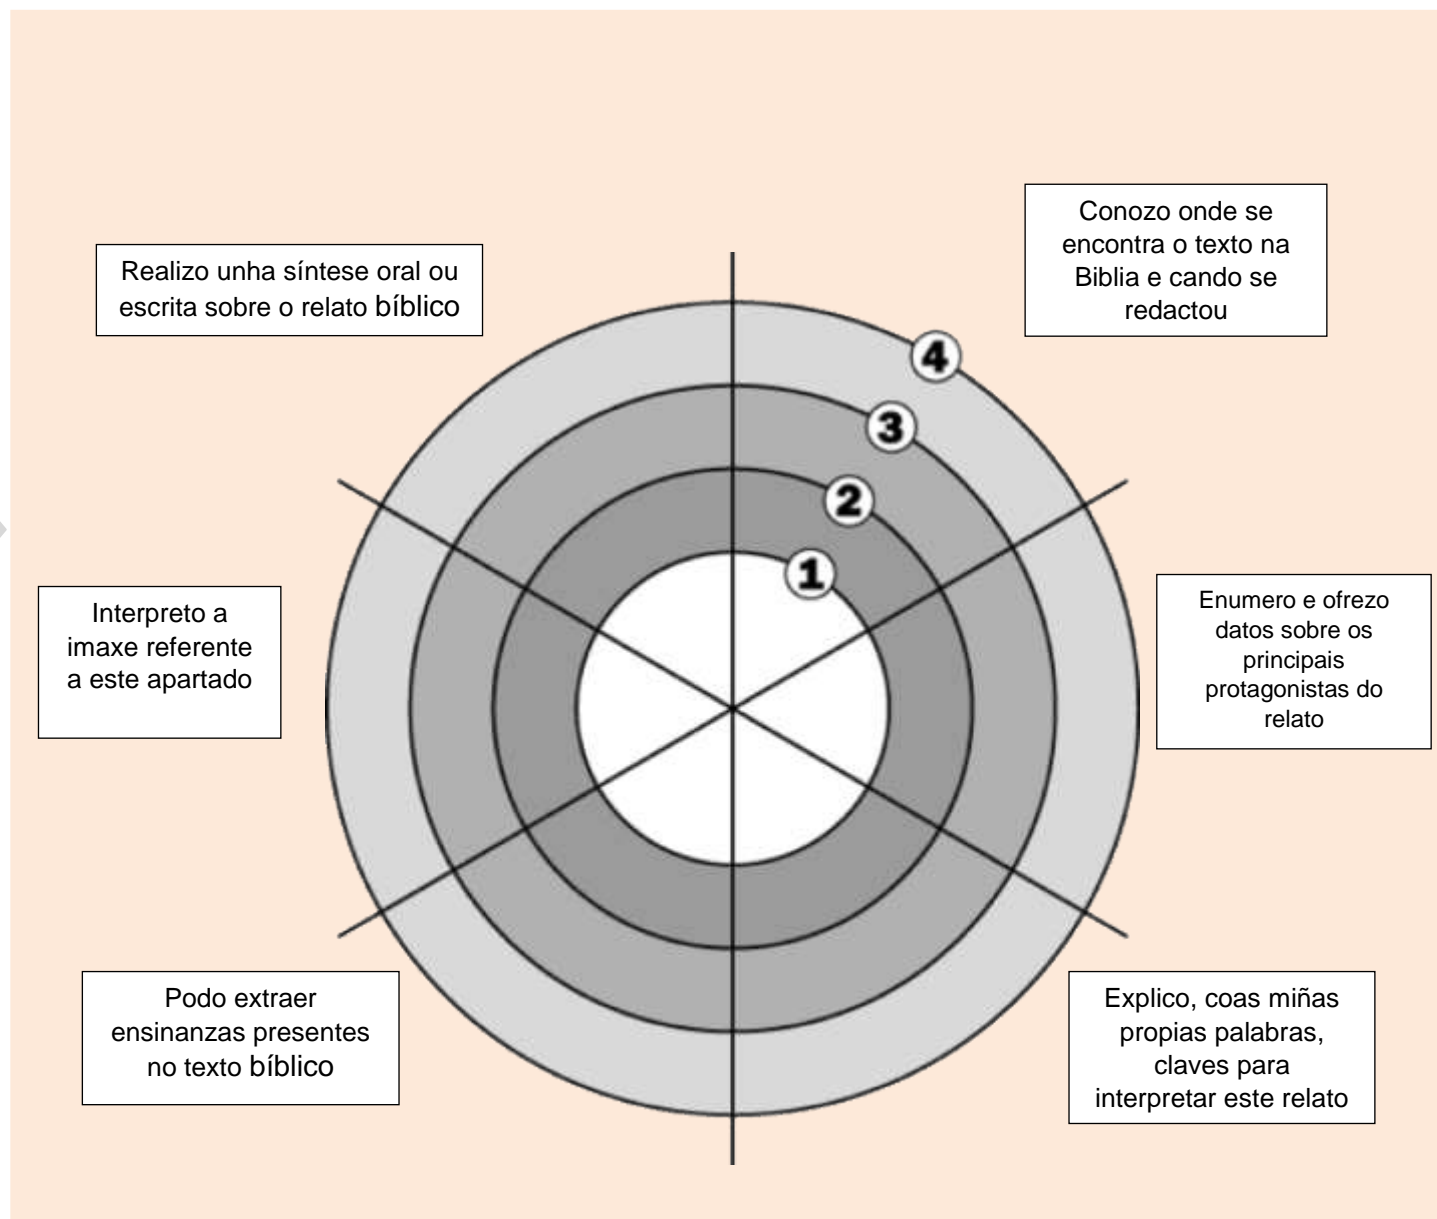 Conozo onde se
encontra o texto na
Biblia e cando se
redactou
Realizo unha síntese oral ou
escrita sobre o relato bíblico
4
3
2
1
Interpreto a
imaxe referente
a este apartado
Enumero e ofrezo
datos sobre os
principais
protagonistas do
relato
Podo extraer
ensinanzas presentes
no texto bíblico
Explico, coas miñas
propias palabras,
claves para
interpretar este relato